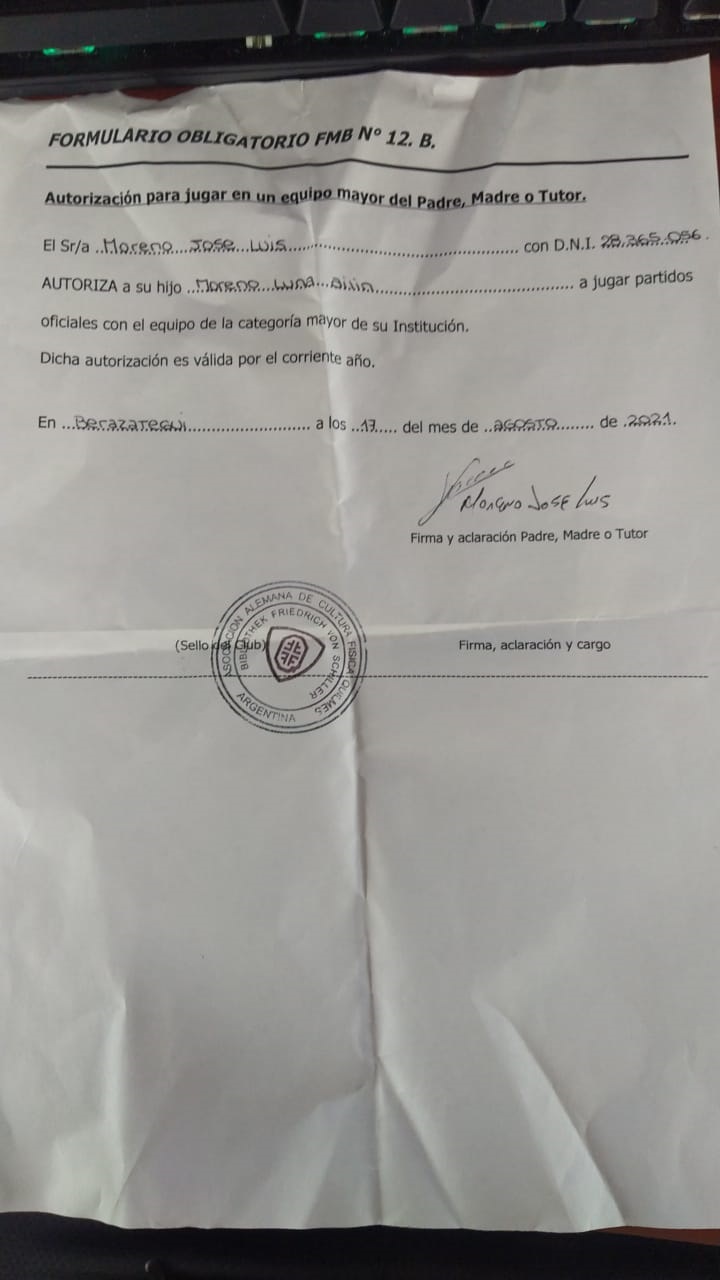 FORMULARIO OBLIGATORIO FMB N° 12. B.
Autorización para jugar en un equipo mayor del Padre, Madre o Tutor.
El Sr/a ..Moreno...Jose...Luis............................ con D.N.I. 28.365.056.
AUTORIZA a su hijo ..Moreno...Luna............................ a jugar partidos
oficiales con el equipo de la categoría mayor de su Institución.
Dicha autorización es válida por el corriente año.
En ...Berazategui............................ a los ..17..... del mes de ..AGOSTO........ de .2021.
Moreno Jose Luis
Firma y aclaración Padre, Madre o Tutor
(Sello del Club)
Firma, aclaración y cargo
ASOCIACION ALEMANA DE CULTURA FISICA QUILMES
BIBLIOTHEK FRIEDRICH VON SCHILLER
ARGENTINA